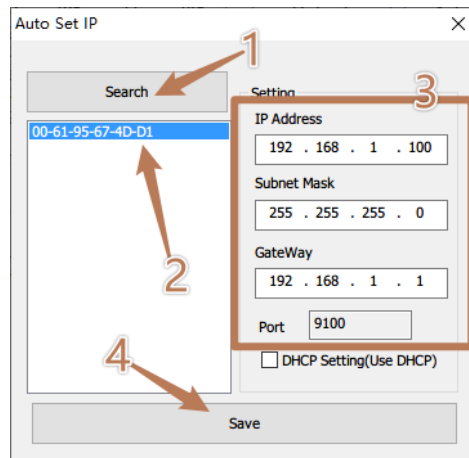 Auto Set IP
1
Search
Setting
3
00-61-95-67-4D-D1
IP Address
192 . 168 . 1 . 100
Subnet Mask
255 . 255 . 255 . 0
2
GateWay
192 . 168 . 1 . 1
Port 9100
4
DHCP Setting(Use DHCP)
Save